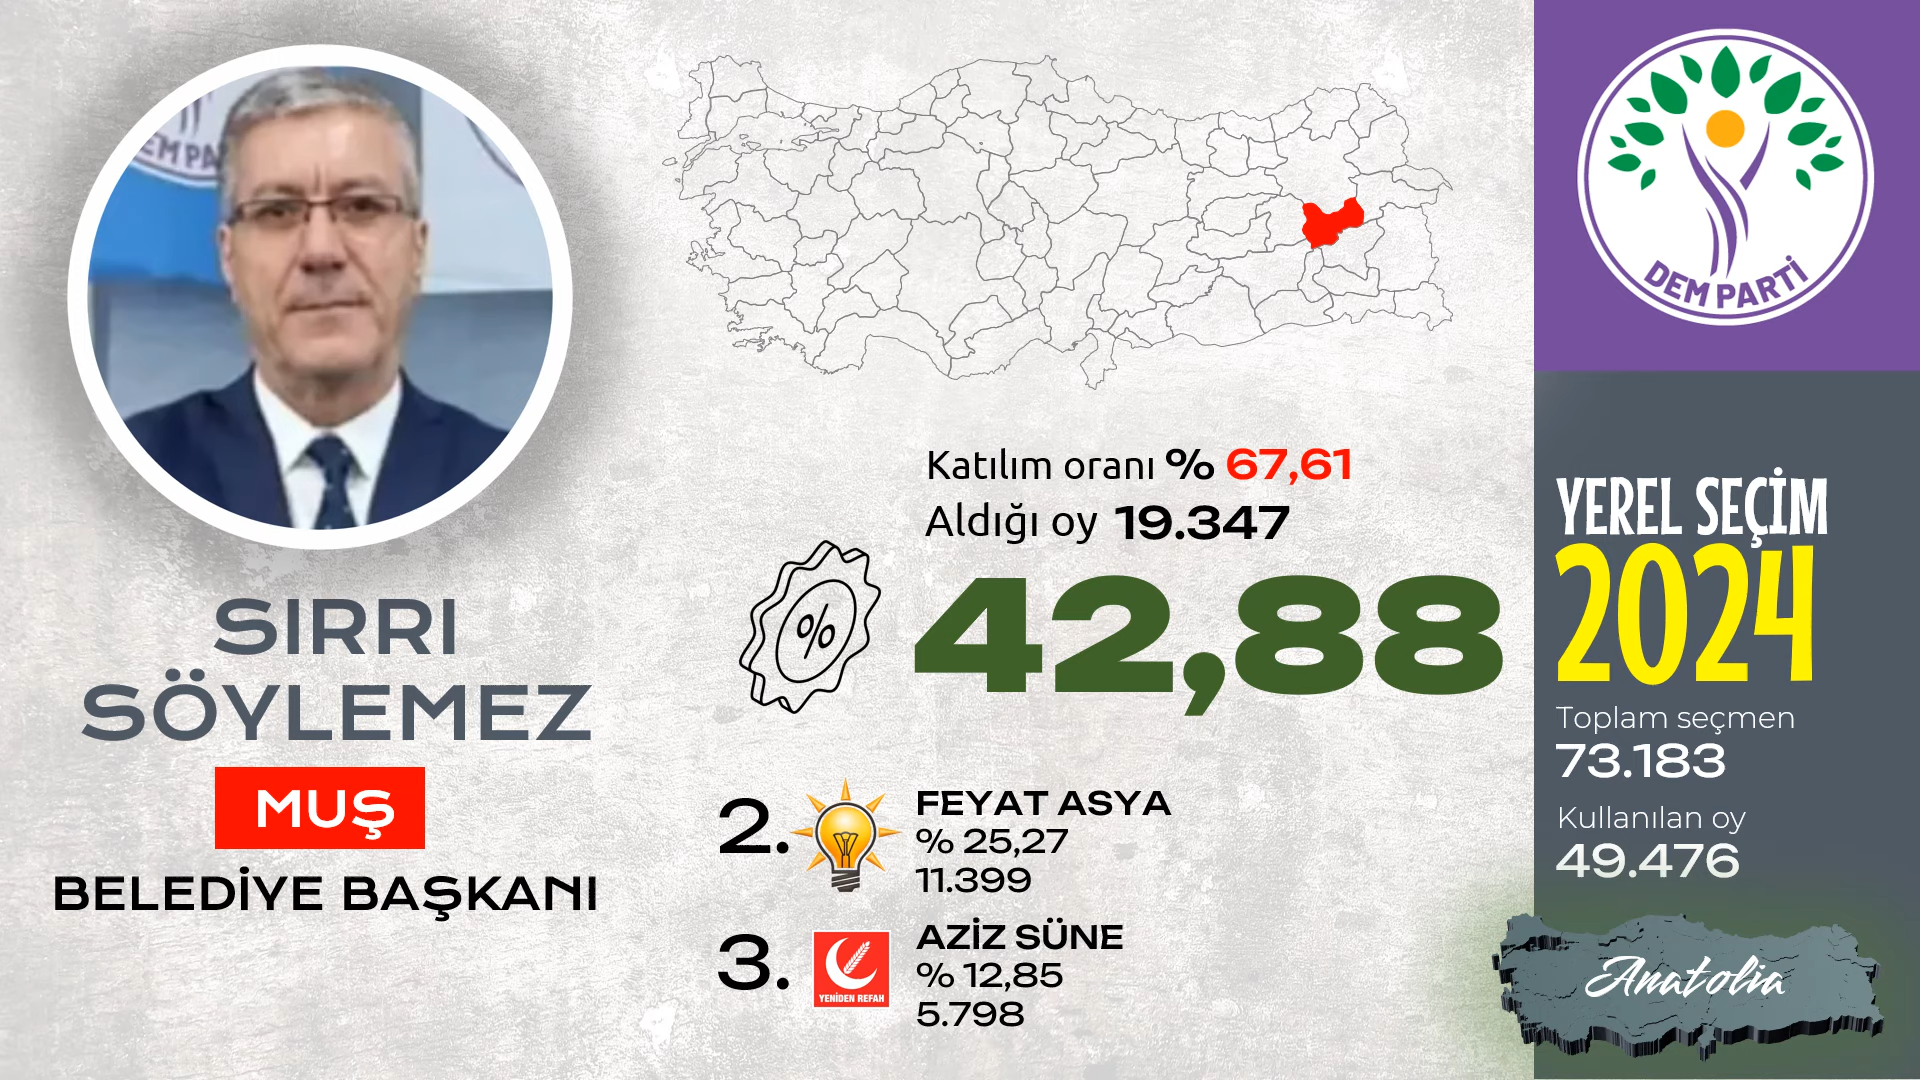 EM PA
SIRRI
SÖYLEMEZ
MUŞ
BELEDİYE BAŞKANI
Katılım oranı % 67,61
Aldığı oy 19.347
%
42,88
2.
FEYAT ASYA
% 25,27
11.399
3.
YENİDEN REFAH
AZİZ SÜNE
% 12,85
5.798
DEM PARTİ
YEREL SEÇİM
2024
Toplam seçmen
73.183
Kullanılan oy
49.476
Anatolia